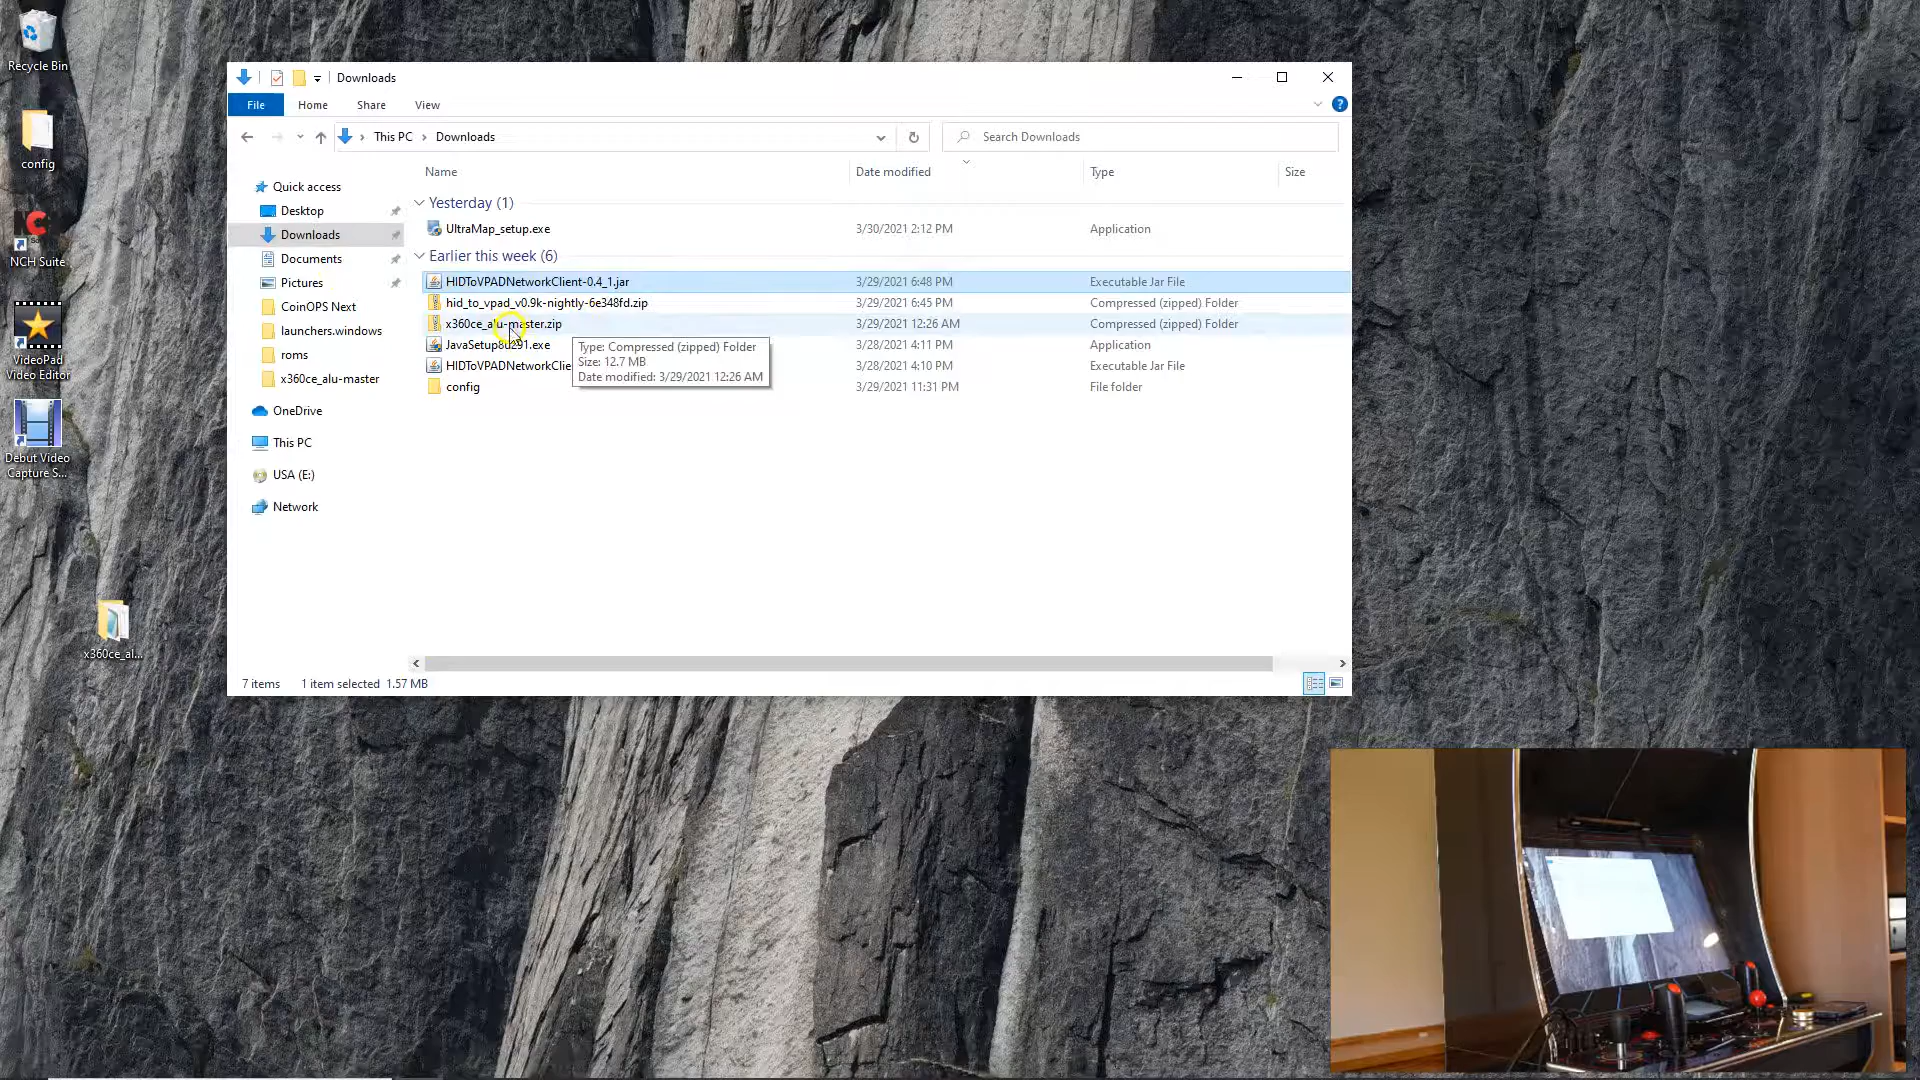 Recycle Bin
config
NCH Suite
VideoPad
Video Editor
Debut Video
Capture S...
x360ce_al...
Downloads
File
Home
Share
View
This PC
Downloads
Search Downloads
Name
Date modified
Type
Size
Quick access
Desktop
Downloads
Documents
Pictures
CoinOPS Next
launchers.windows
roms
x360ce_alu-master
OneDrive
This PC
USA (E:)
Network
Yesterday (1)
UltraMap_setup.exe 3/30/2021 2:12 PM Application
Earlier this week (6)
HIDToVPADNetworkClient-0.4_1.jar 3/29/2021 6:48 PM Executable Jar File
hid_to_vpad_v0.9k-nightly-6e348fd.zip 3/29/2021 6:45 PM Compressed (zipped) Folder
x360ce_alu-master.zip 3/29/2021 12:26 AM Compressed (zipped) Folder
JavaSetup8u291.exe 3/28/2021 4:11 PM Application
HIDToVPADNetworkClie 3/28/2021 4:10 PM Executable Jar File
config 3/29/2021 11:31 PM File folder
Type: Compressed (zipped) Folder
Size: 12.7 MB
Date modified: 3/29/2021 12:26 AM
7 items 1 item selected 1.57 MB